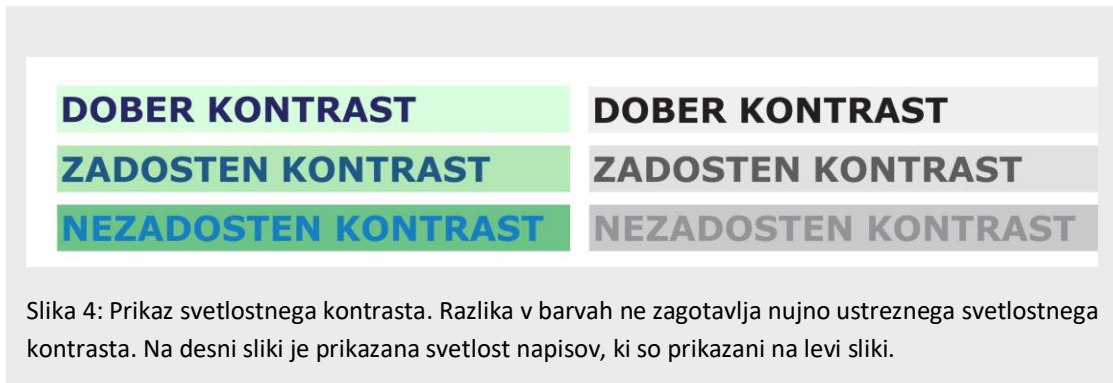 DOBER KONTRAST
ZADOSTEN KONTRAST
NEZADOSTEN KONTRAST
DOBER KONTRAST
ZADOSTEN KONTRAST
NEZADOSTEN KONTRAST
Slika 4: Prikaz svetlostnega kontrasta. Razlika v barvah ne zagotavlja nujno ustreznega svetlostnega
kontrasta. Na desni sliki je prikazana svetlost napisov, ki so prikazani na levi sliki.